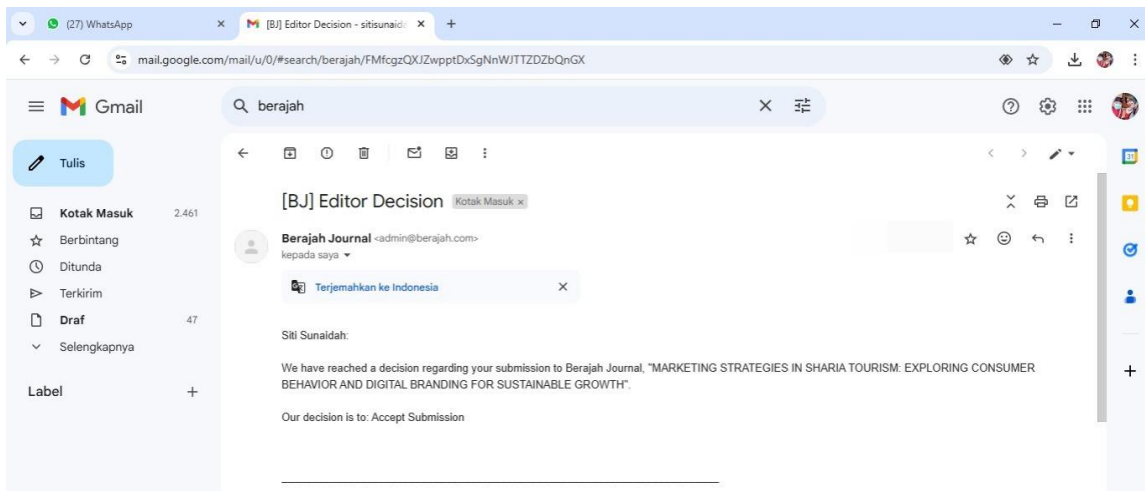 (27) WhatsApp
[BJ] Editor Decision - sitisunaida
mail.google.com/mail/u/0/#search/berajah/FMfcgzQXJZwpptDxSgNnWJTTZDZbQnGX
Gmail
berajah
Tulis
[BJ] Editor Decision Kotak Masuk x
Kotak Masuk 2.461
Berajah Journal <admin@berajah.com>
Berbintang
kepada saya
Ditunda
Terjemahkan ke Indonesia
Terkirim
Draf 47
Siti Sunaidah:
Selengkapnya
We have reached a decision regarding your submission to Berajah Journal, "MARKETING STRATEGIES IN SHARIA TOURISM: EXPLORING CONSUMER
BEHAVIOR AND DIGITAL BRANDING FOR SUSTAINABLE GROWTH".
Label
Our decision is to: Accept Submission
31